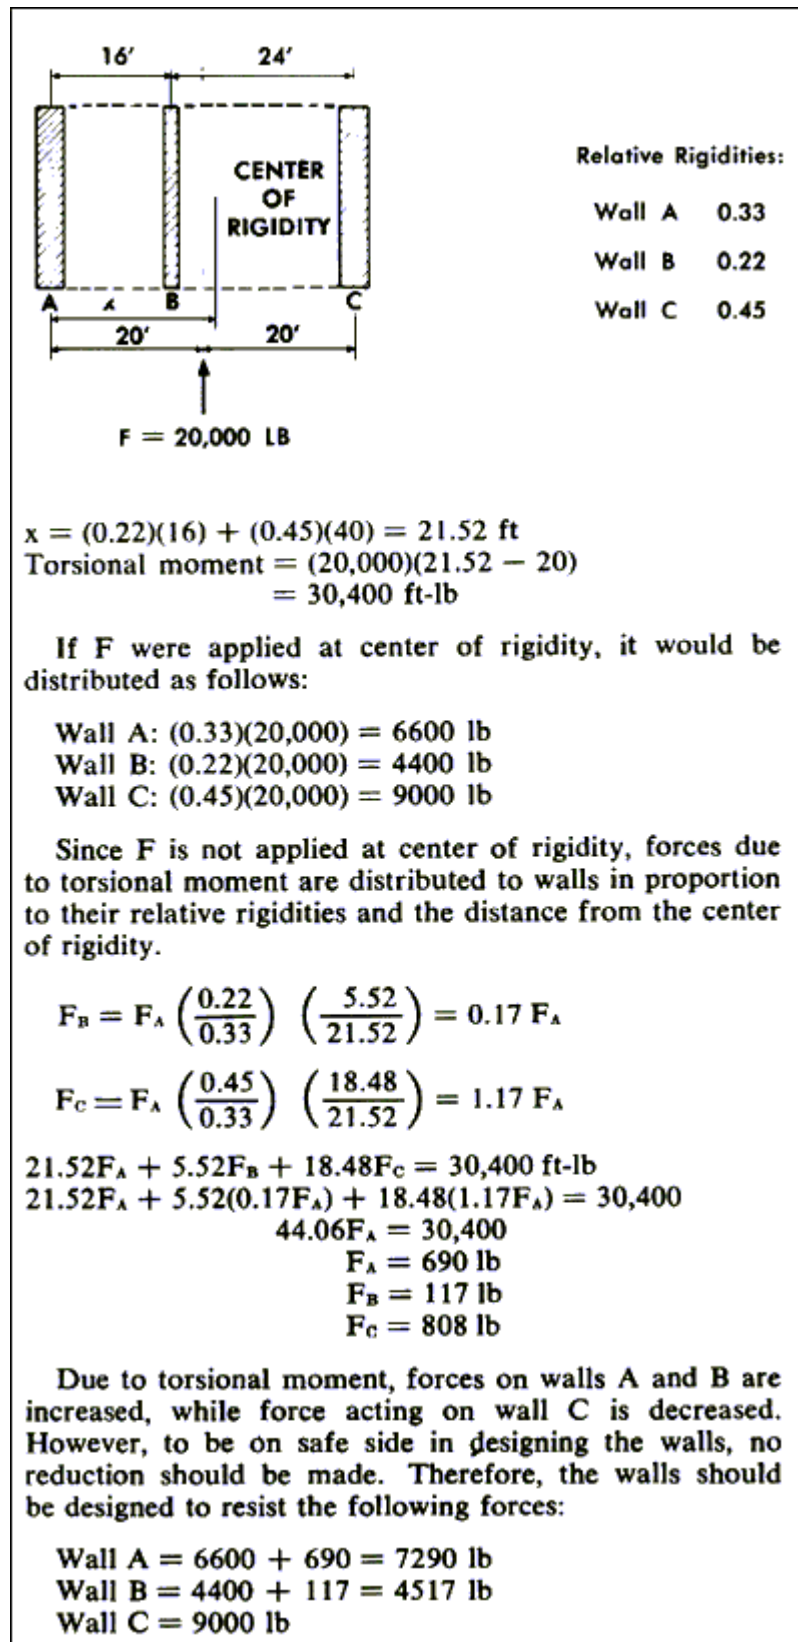 16′ 24′
CENTER
OF
RIGIDITY
A x B C
20′ 20′
F = 20,000 LB
Relative Rigidities:
Wall A 0.33
Wall B 0.22
Wall C 0.45
x = (0.22)(16) + (0.45)(40) = 21.52 ft
Torsional moment = (20,000)(21.52 − 20)
= 30,400 ft-lb
If F were applied at center of rigidity, it would be
distributed as follows:
Wall A: (0.33)(20,000) = 6600 lb
Wall B: (0.22)(20,000) = 4400 lb
Wall C: (0.45)(20,000) = 9000 lb
Since F is not applied at center of rigidity, forces due
to torsional moment are distributed to walls in proportion
to their relative rigidities and the distance from the center
of rigidity.
F_B = F_A (0.22/0.33) (5.52/21.52) = 0.17 F_A
F_C = F_A (0.45/0.33) (18.48/21.52) = 1.17 F_A
21.52F_A + 5.52F_B + 18.48F_C = 30,400 ft-lb
21.52F_A + 5.52(0.17F_A) + 18.48(1.17F_A) = 30,400
44.06F_A = 30,400
F_A = 690 lb
F_B = 117 lb
F_C = 808 lb
Due to torsional moment, forces on walls A and B are
increased, while force acting on wall C is decreased.
However, to be on safe side in designing the walls, no
reduction should be made. Therefore, the walls should
be designed to resist the following forces:
Wall A = 6600 + 690 = 7290 lb
Wall B = 4400 + 117 = 4517 lb
Wall C = 9000 lb